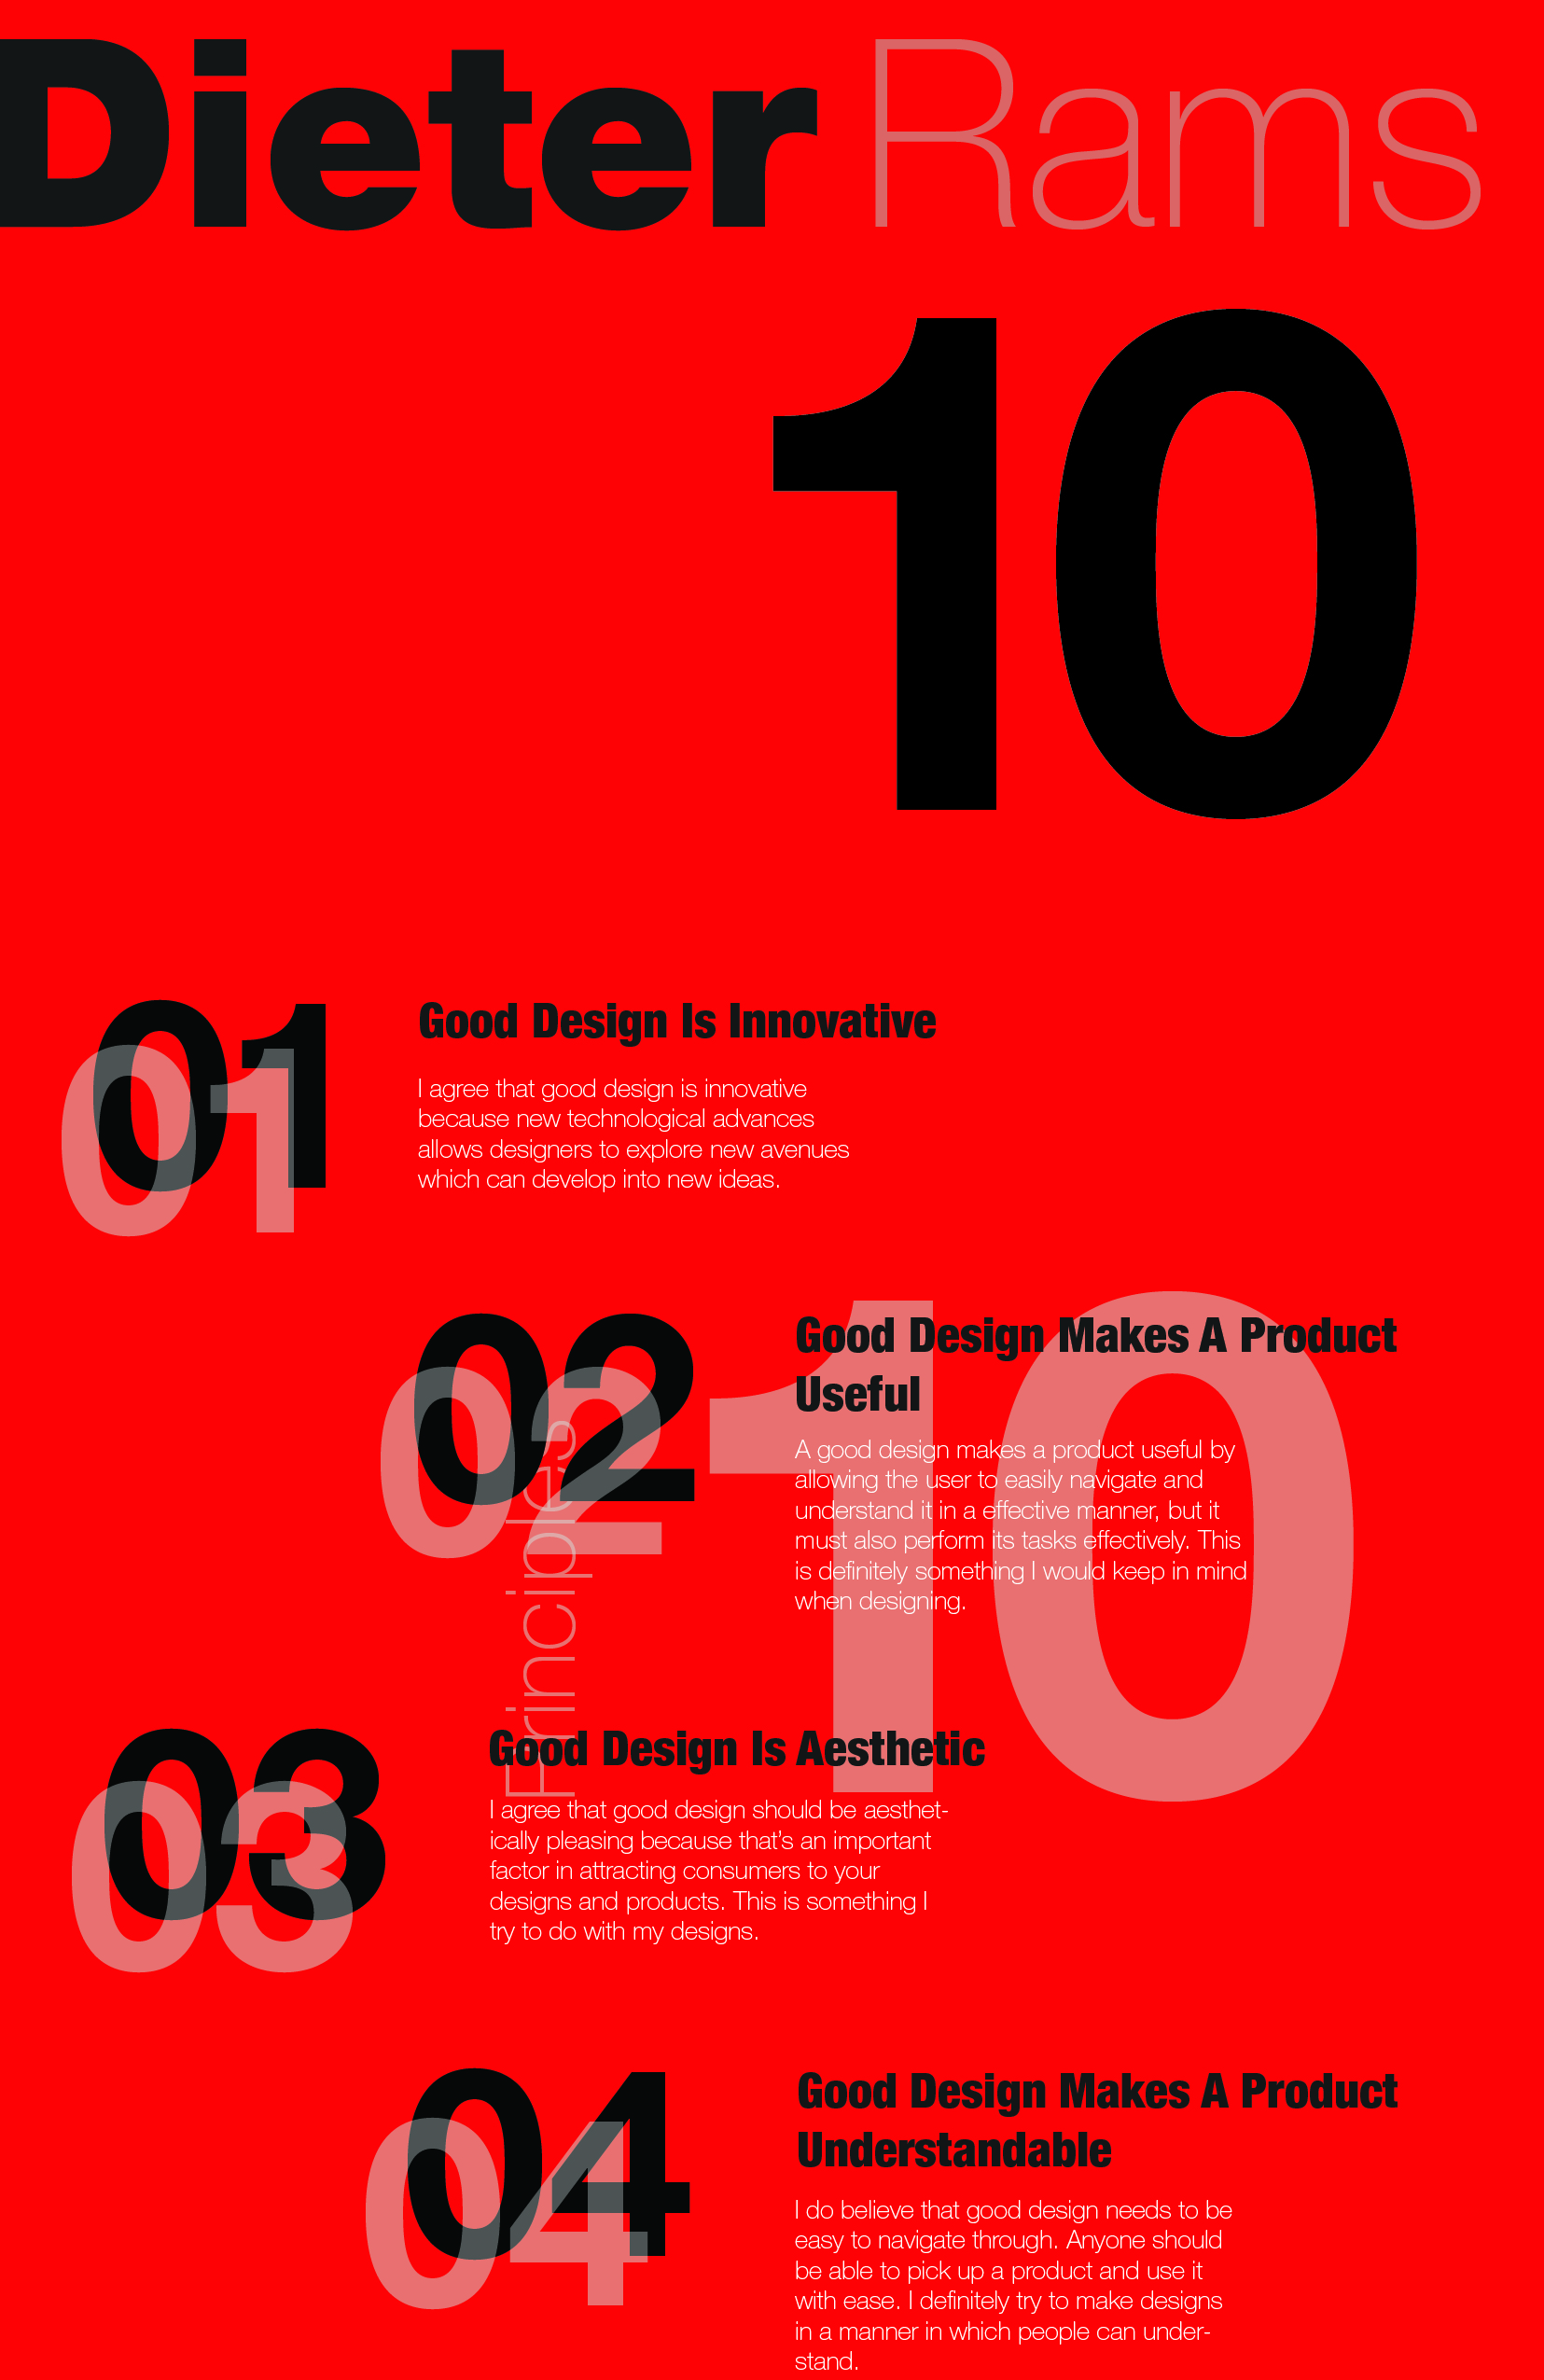 Dieter Rams
10
01
01
Good Design Is Innovative
I agree that good design is innovative
because new technological advances
allows designers to explore new avenues
which can develop into new ideas.
02
02
10
Principles
Good Design Makes A Product
Useful
A good design makes a product useful by
allowing the user to easily navigate and
understand it in a effective manner, but it
must also perform its tasks effectively. This
is definitely something I would keep in mind
when designing.
03
03
Good Design Is Aesthetic
I agree that good design should be aesthet-
ically pleasing because that’s an important
factor in attracting consumers to your
designs and products. This is something I
try to do with my designs.
04
04
Good Design Makes A Product
Understandable
I do believe that good design needs to be
easy to navigate through. Anyone should
be able to pick up a product and use it
with ease. I definitely try to make designs
in a manner in which people can under-
stand.